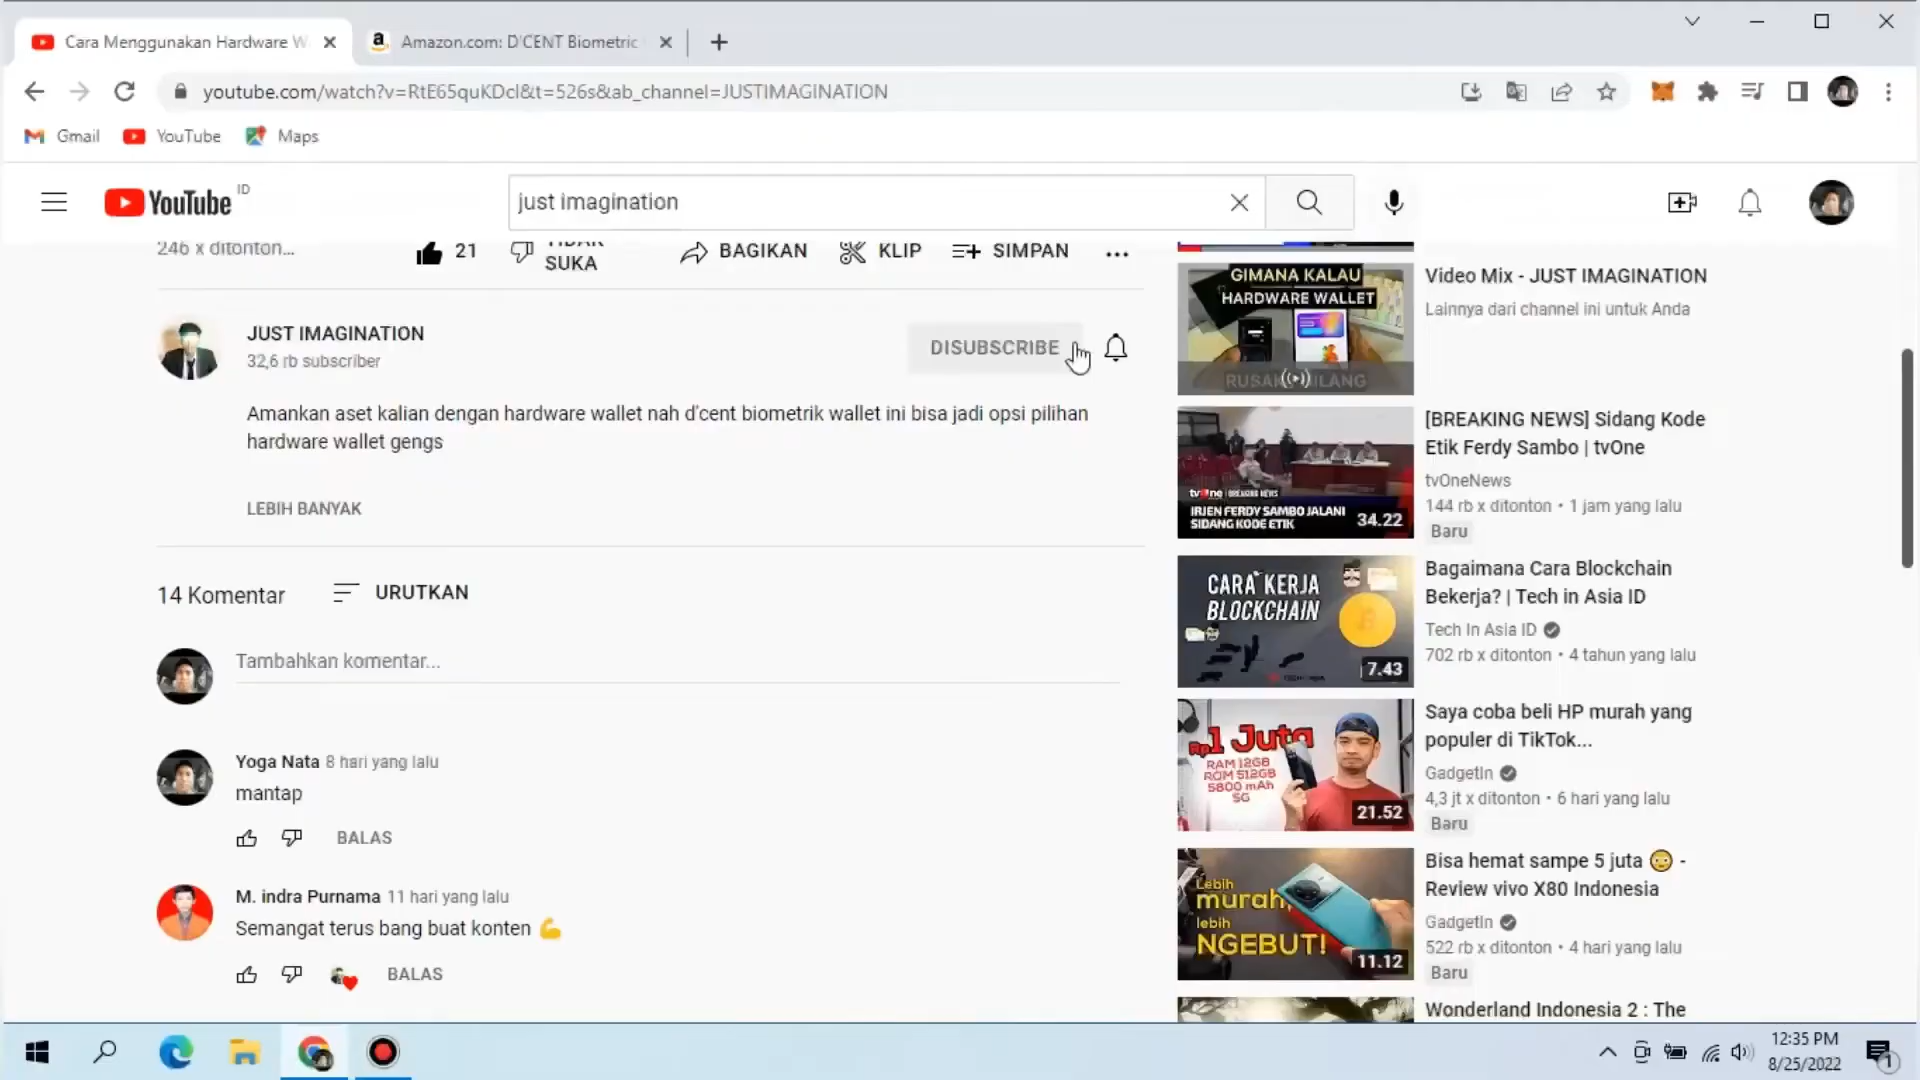 Cara Menggunakan Hardware W
Amazon.com: D'CENT Biometric
youtube.com/watch?v=RtE65quKDcI&t=526s&ab_channel=JUSTIMAGINATION
Gmail
YouTube
Maps
YouTube ID
just imagination
246 x ditonton...
21
TIDAK
SUKA
BAGIKAN
KLIP
SIMPAN
JUST IMAGINATION
32,6 rb subscriber
DISUBSCRIBE
Amankan aset kalian dengan hardware wallet nah d'cent biometrik wallet ini bisa jadi opsi pilihan
hardware wallet gengs
LEBIH BANYAK
14 Komentar
URUTKAN
Tambahkan komentar...
Yoga Nata 8 hari yang lalu
mantap
BALAS
M. indra Purnama 11 hari yang lalu
Semangat terus bang buat konten 💪
BALAS
GIMANA KALAU
HARDWARE WALLET
Video Mix - JUST IMAGINATION
Lainnya dari channel ini untuk Anda
tvOne BREAKING NEWS
IRJEN FERDY SAMBO JALANI
SIDANG KODE ETIK
34.22
[BREAKING NEWS] Sidang Kode
Etik Ferdy Sambo | tvOne
tvOneNews
144 rb x ditonton • 1 jam yang lalu
Baru
CARA KERJA
BLOCKCHAIN
7.43
Bagaimana Cara Blockchain
Bekerja? | Tech in Asia ID
Tech In Asia ID
702 rb x ditonton • 4 tahun yang lalu
Rp1 Juta
RAM 12GB
ROM 512GB
5800 mAh
5G
21.52
Saya coba beli HP murah yang
populer di TikTok...
GadgetIn
4,3 jt x ditonton • 6 hari yang lalu
Baru
Lebih
murah,
lebih
NGEBUT!
11.12
Bisa hemat sampe 5 juta 😳 -
Review vivo X80 Indonesia
GadgetIn
522 rb x ditonton • 4 hari yang lalu
Baru
Wonderland Indonesia 2 : The
12:35 PM
8/25/2022
1